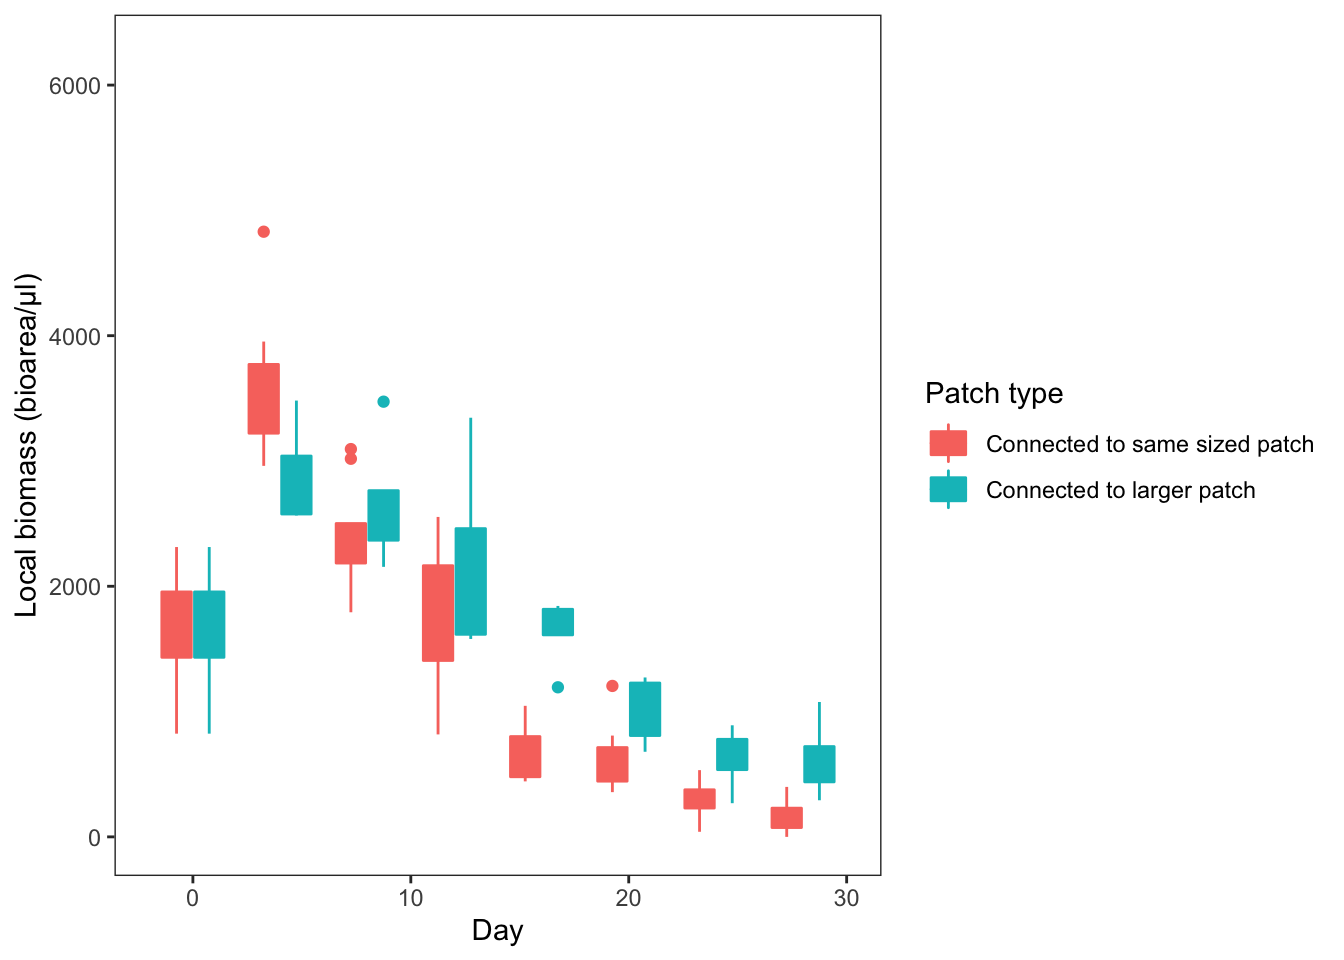 6000
4000
2000
0
Local biomass (bioarea/µl)
0 10 20 30
Day
Patch type
Connected to same sized patch
Connected to larger patch